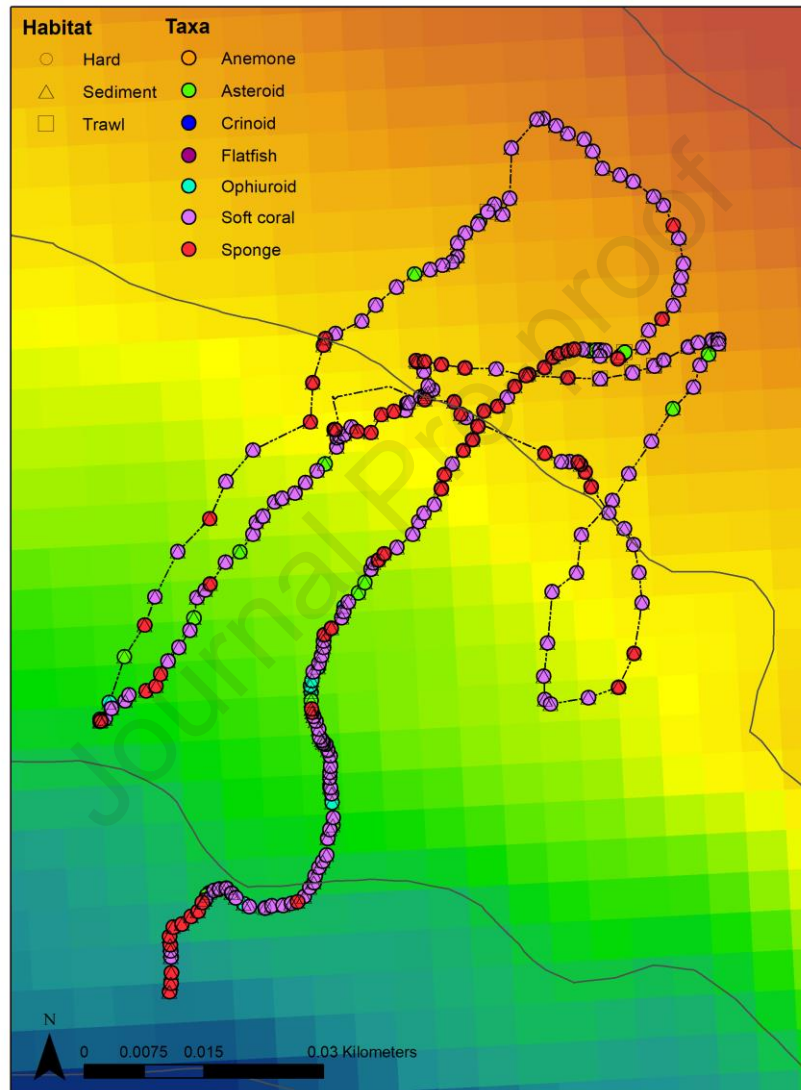 Habitat
Hard
Sediment
Trawl
Taxa
Anemone
Asteroid
Crinoid
Flatfish
Ophiuroid
Soft coral
Sponge
Journal Pre-proof
N
0 0.0075 0.015 0.03 Kilometers